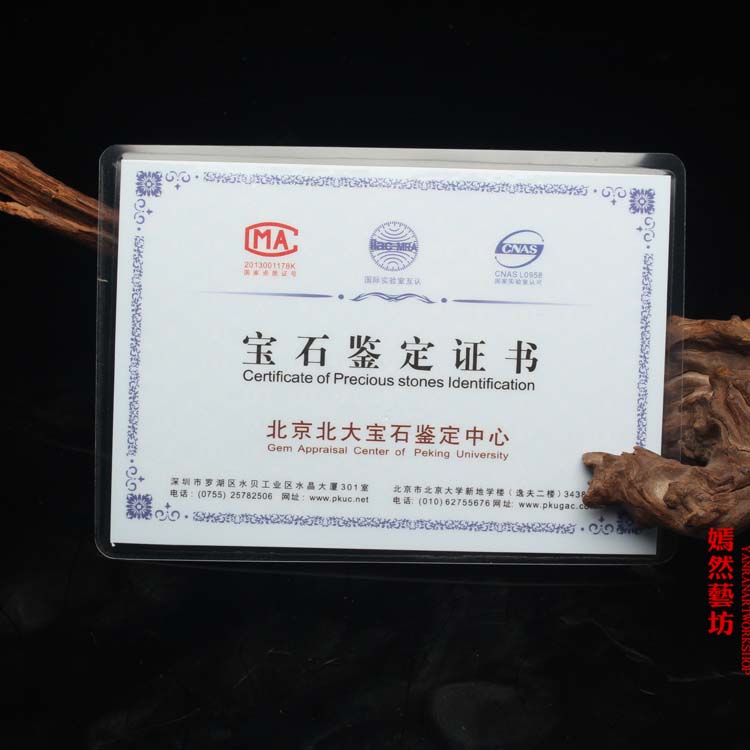 CMA
2013001178K
国家资质证号
ilac-MRA
国际实验室互认
CNAS
CNAS L0958
国家实验室认可
宝石鉴定证书
Certificate of Precious stones Identification
北京北大宝石鉴定中心
Gem Appraisal Center of Peking University
深圳市罗湖区水贝工业区水晶大厦301室
电话:(0755) 25782506 网址: www.pkuc.net
北京市北京大学新地学楼(逸夫二楼)3438
电话:(010)62755676 网址: www.pkugac.co
嫣然藝坊
YANRANART WORKSHOP